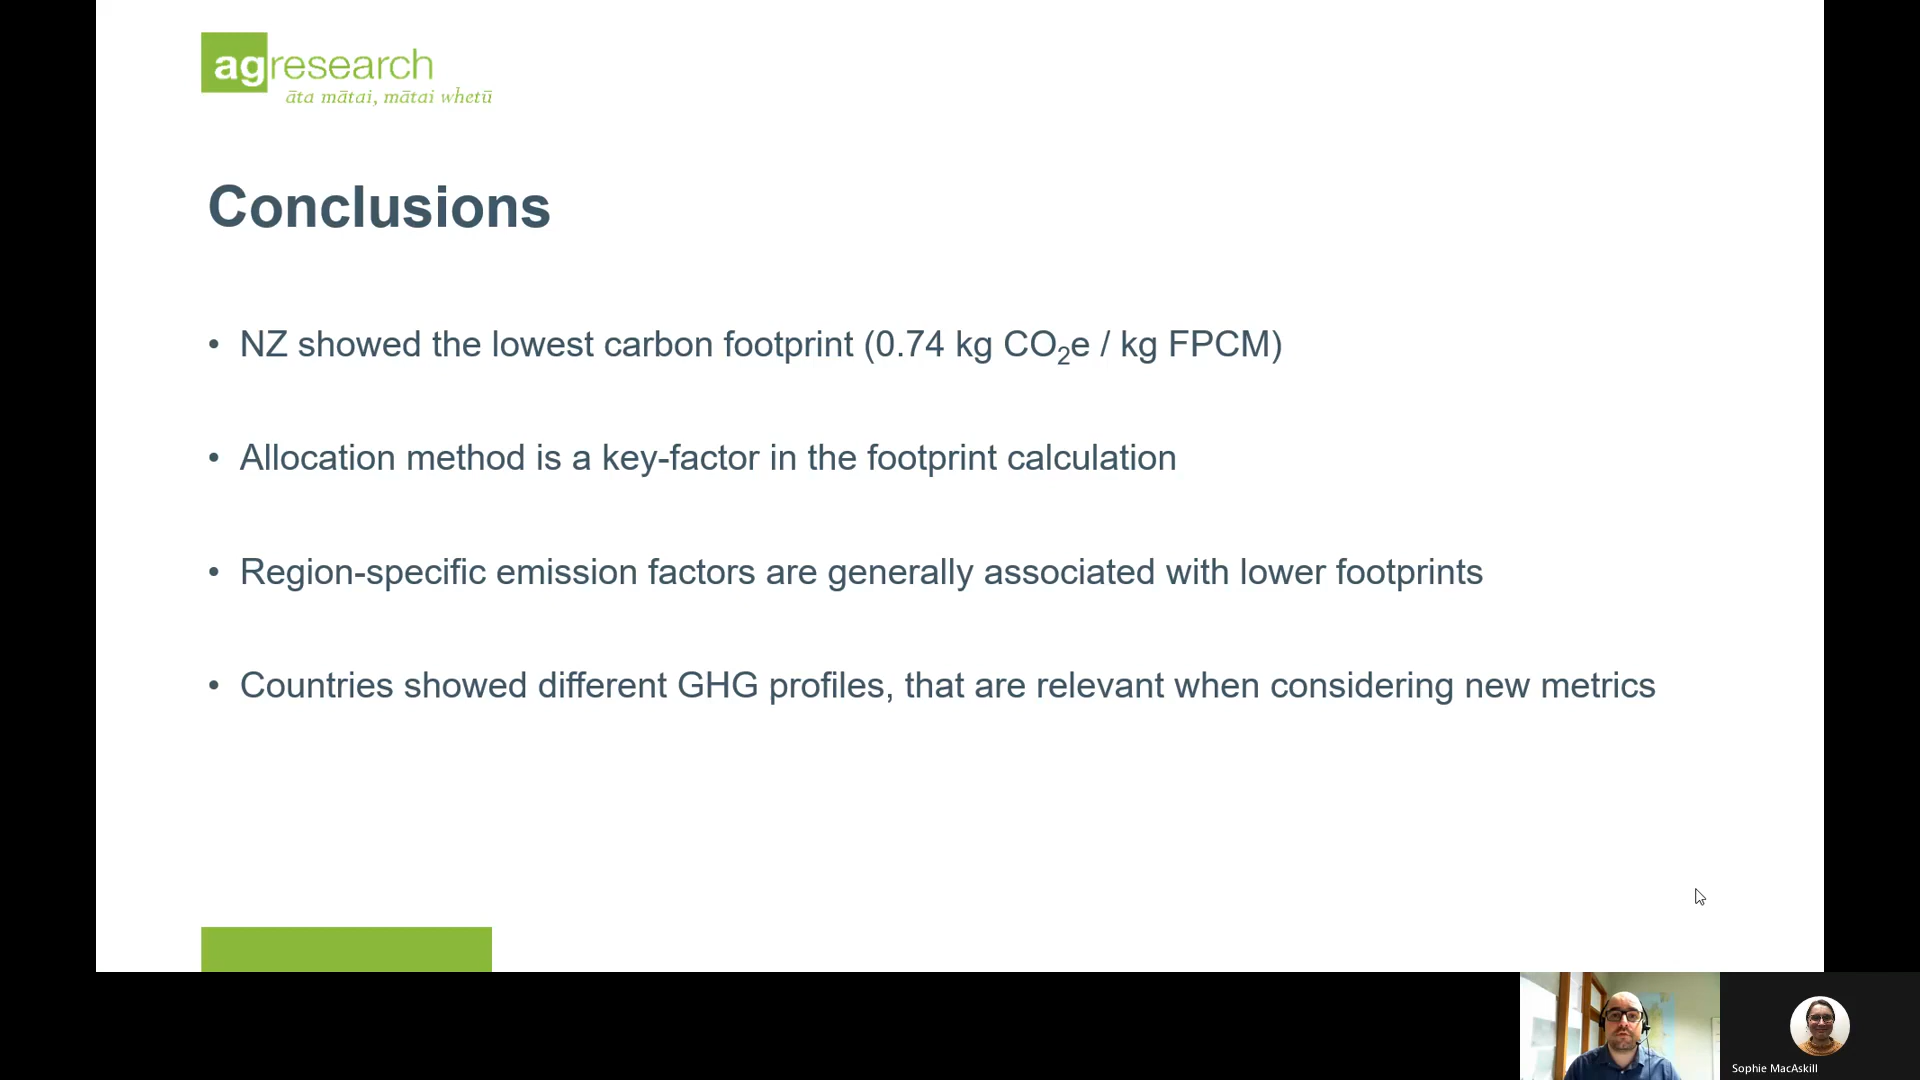 agresearch
āta mātai, mātai whetū
Conclusions
• NZ showed the lowest carbon footprint (0.74 kg CO₂e / kg FPCM)
• Allocation method is a key-factor in the footprint calculation
• Region-specific emission factors are generally associated with lower footprints
• Countries showed different GHG profiles, that are relevant when considering new metrics
Sophie MacAskill